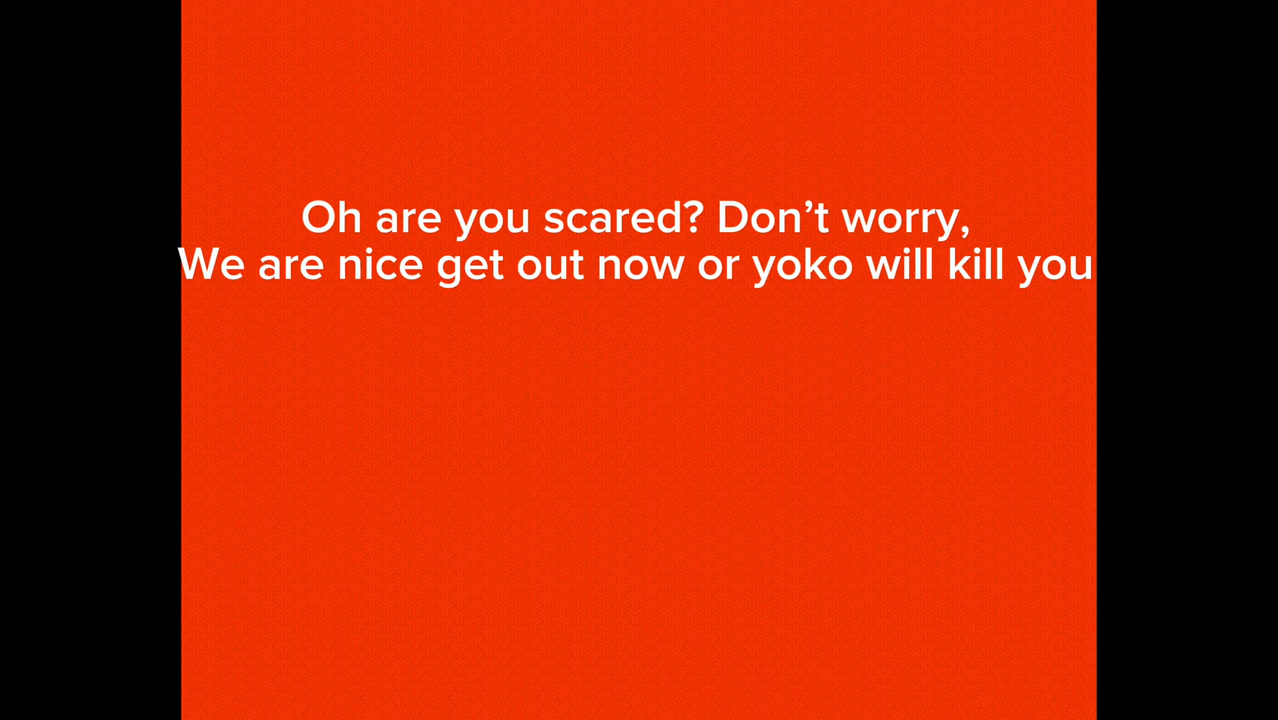 Oh are you scared? Don’t worry,
We are nice get out now or yoko will kill you